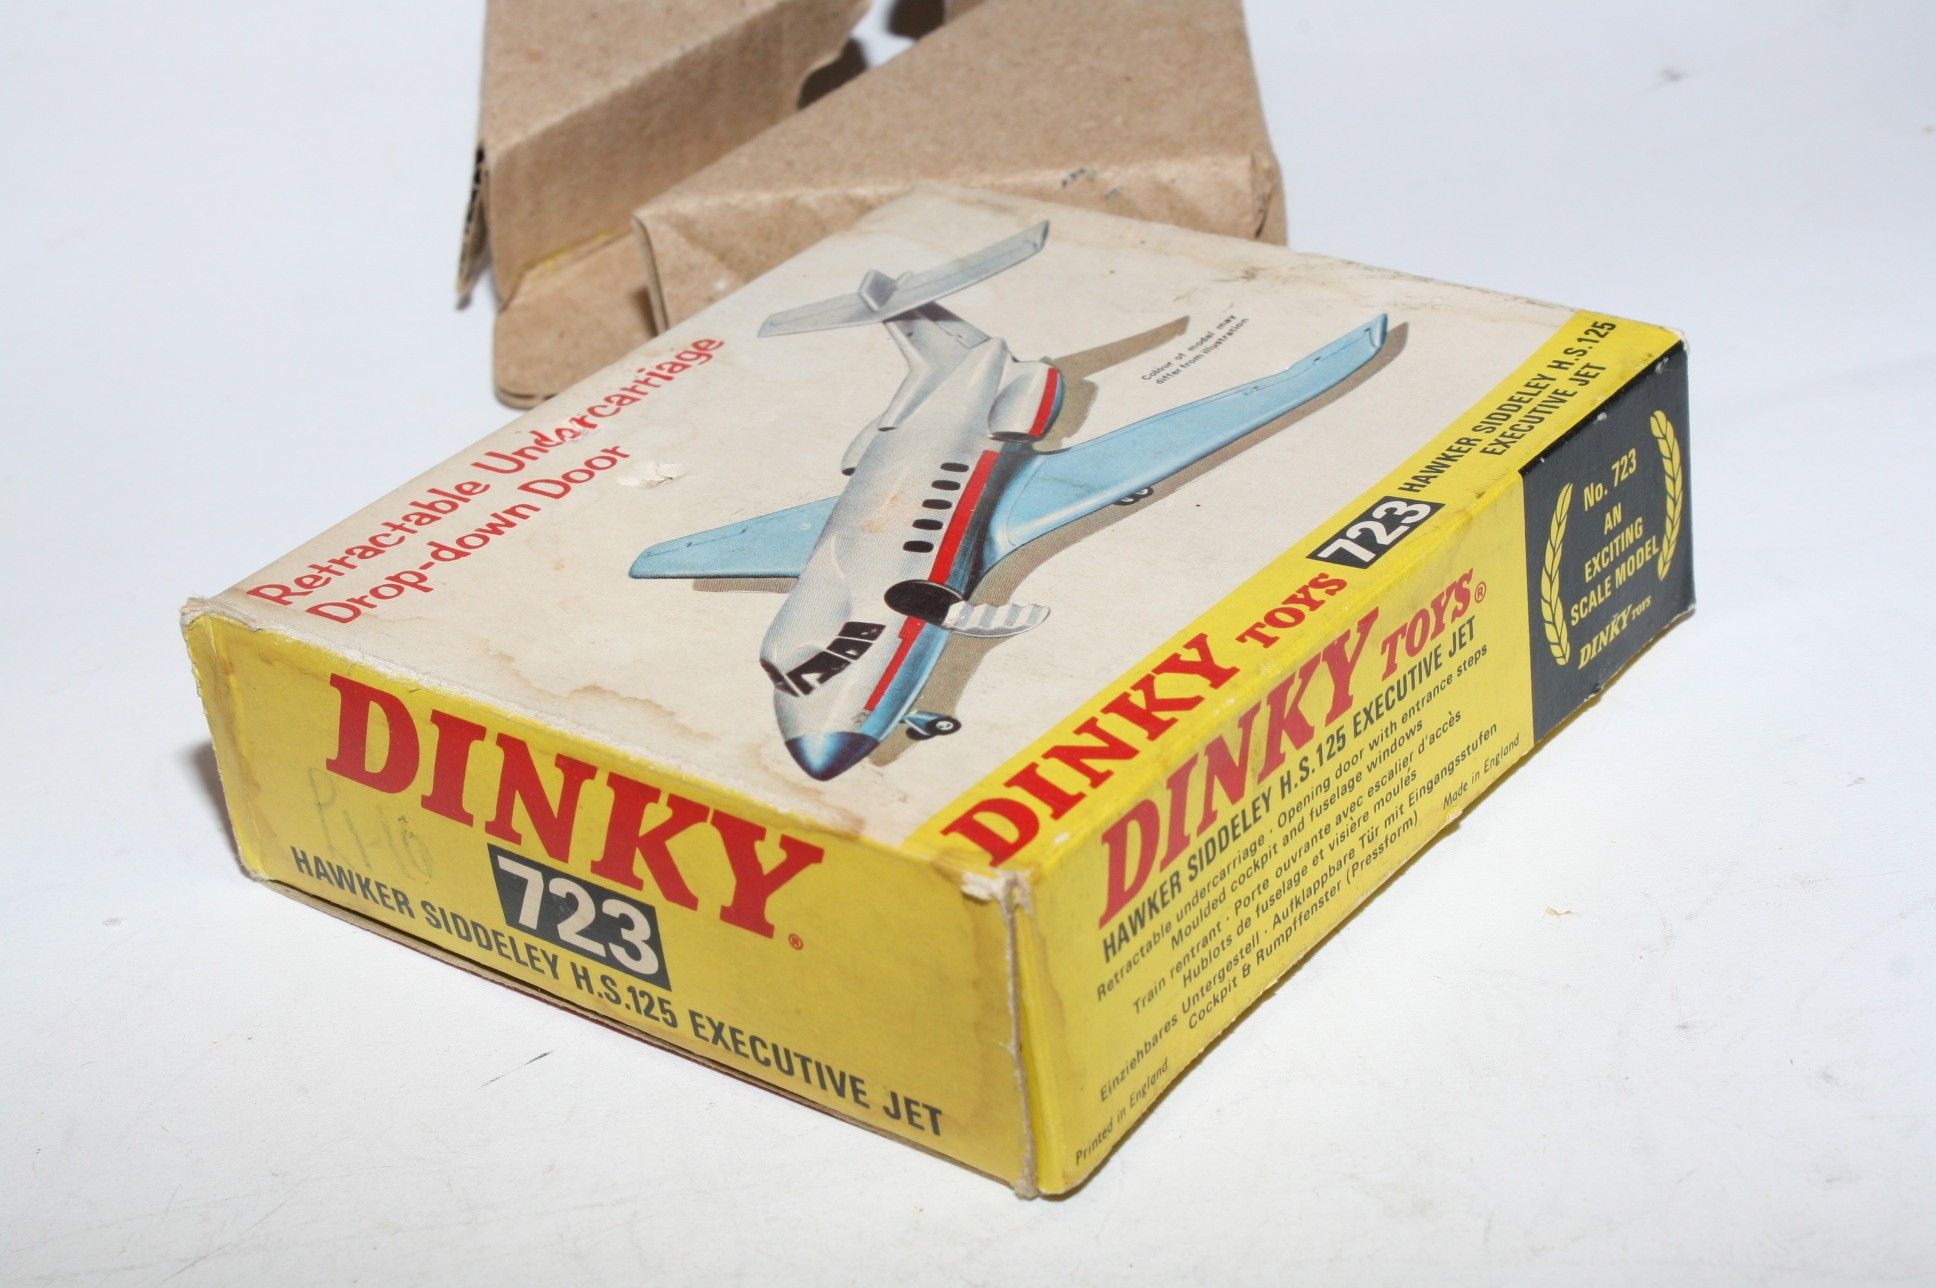 Retractable Undercarriage
Drop-down Door
Colour of model may
differ from illustration
DINKY TOYS 723 HAWKER SIDDELEY H.S.125
EXECUTIVE JET
DINKY®
723
HAWKER SIDDELEY H.S.125 EXECUTIVE JET
DINKY TOYS®
HAWKER SIDDELEY H.S.125 EXECUTIVE JET
Retractable undercarriage · Opening door with entrance steps
Moulded cockpit and fuselage windows
Train rentrant · Porte ouvrante avec escalier d'accès
Hublots de fuselage et visière moulés
Einziehbares Untergestell · Aufklappbare Tür mit Eingangsstufen
Cockpit & Rumpffenster (Pressform)
Printed in England
Made in England
No. 723
AN
EXCITING
SCALE MODEL
DINKY TOYS